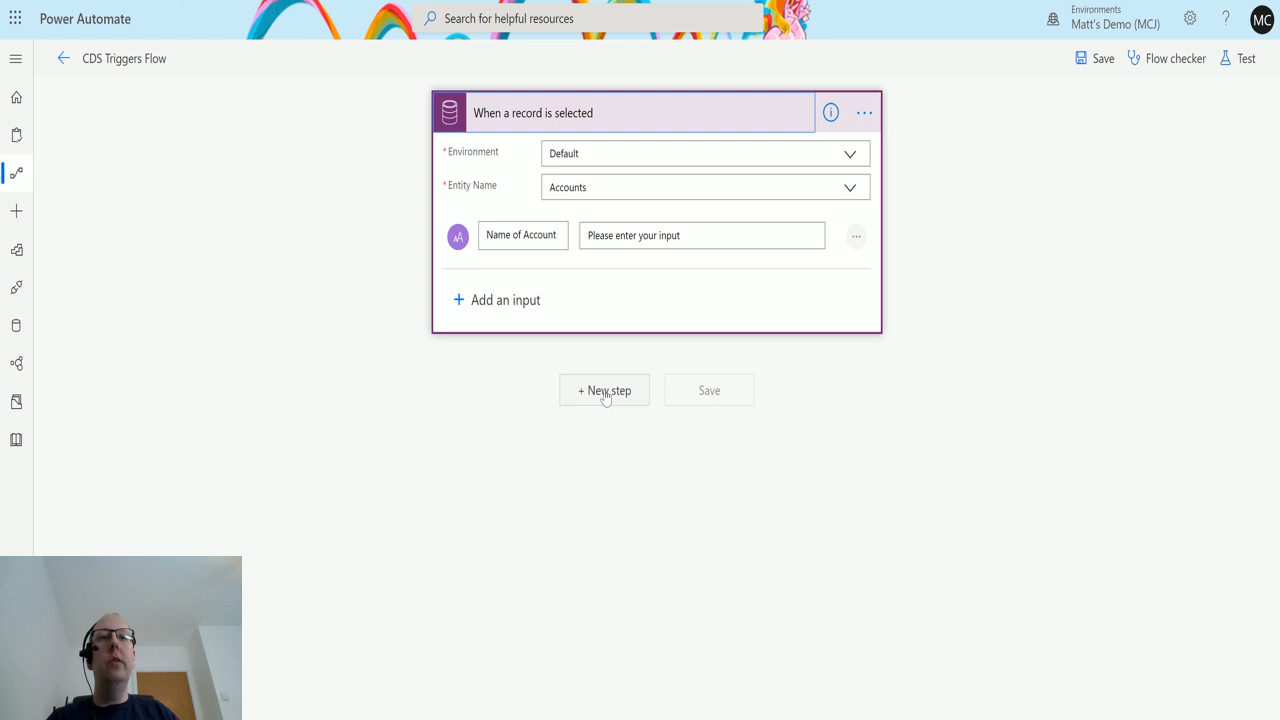 Power Automate
Search for helpful resources
Environments
Matt's Demo (MCJ)
?
MC
CDS Triggers Flow
Save
Flow checker
Test
When a record is selected
* Environment
Default
* Entity Name
Accounts
Name of Account
Please enter your input
+ Add an input
+ New step
Save